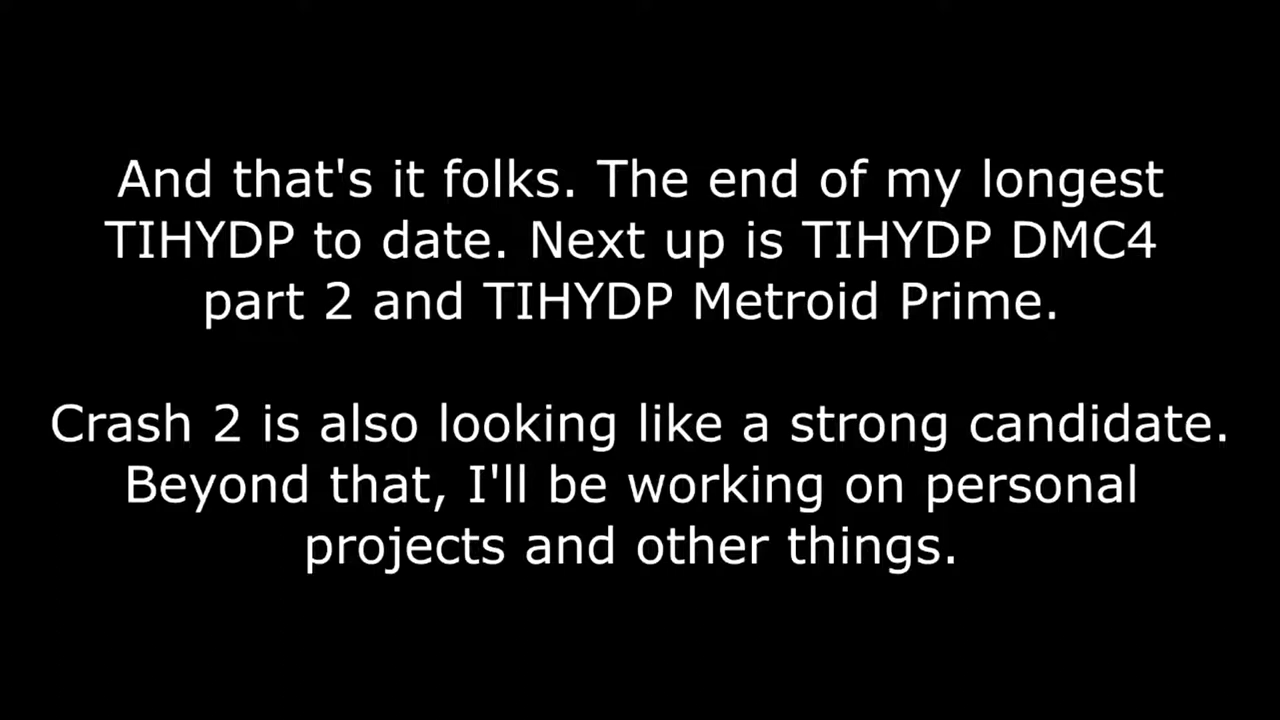 And that's it folks. The end of my longest
TIHYDP to date. Next up is TIHYDP DMC4
part 2 and TIHYDP Metroid Prime.
Crash 2 is also looking like a strong candidate.
Beyond that, I'll be working on personal
projects and other things.